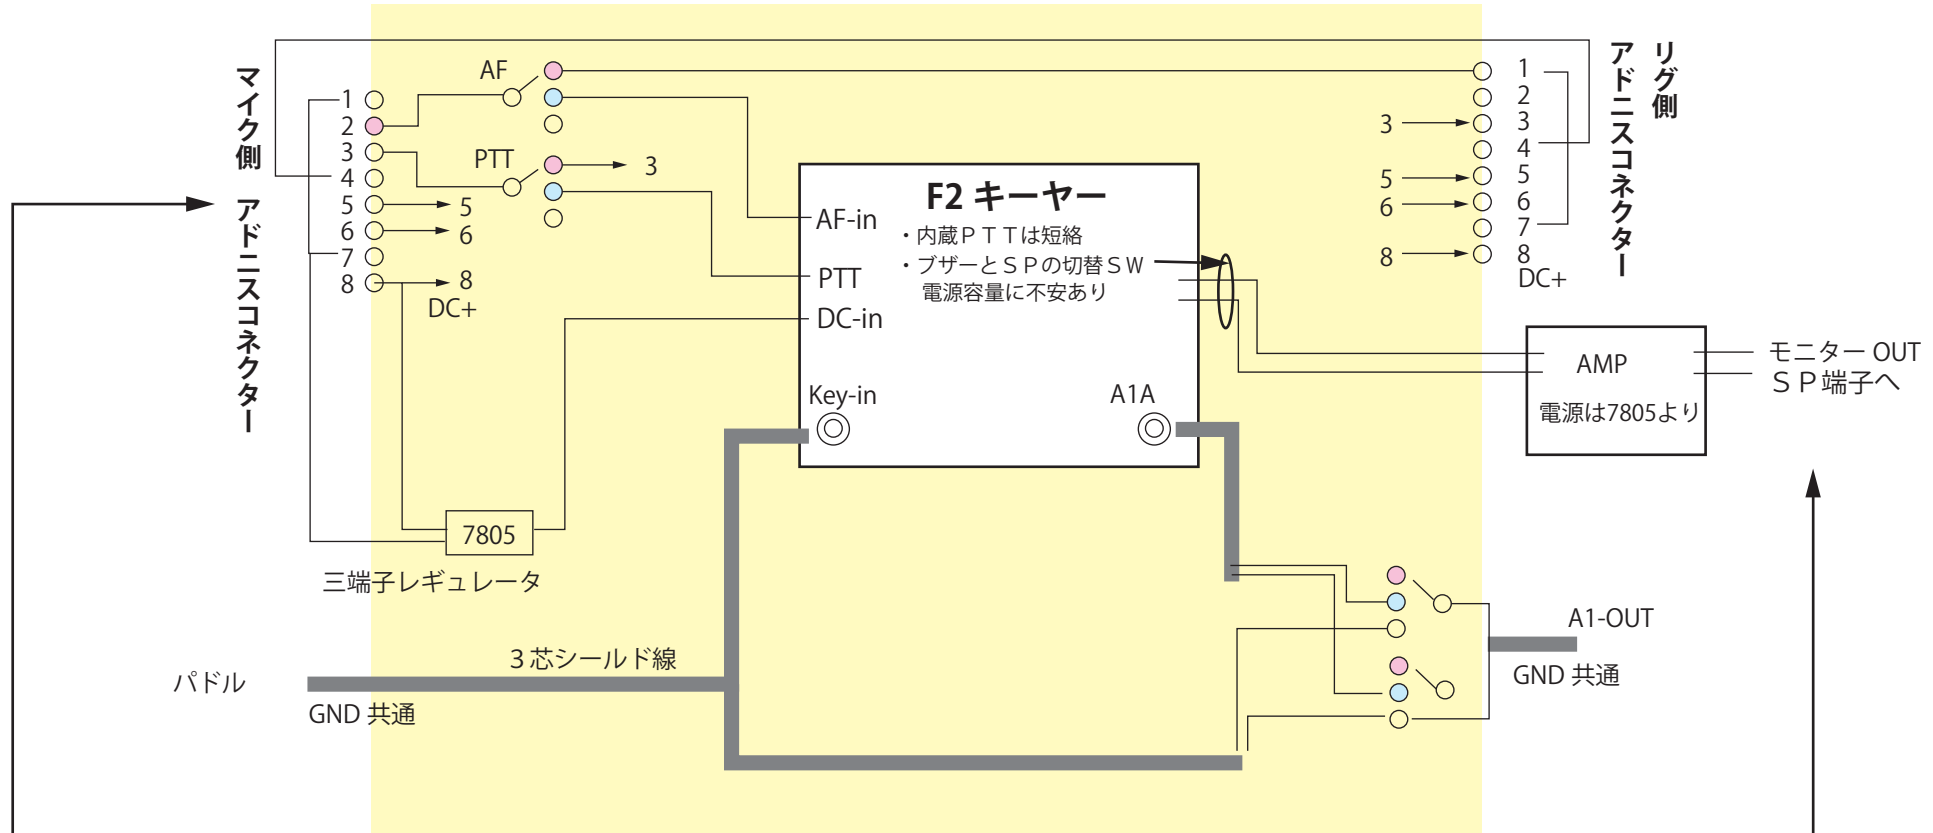 マイク側 アドニスコネクター
1
2
3
4
5
6
7
8
AF
PTT
3
5
6
8
DC+
F2 キーヤー
・内蔵ＰＴＴは短絡
・ブザーとＳＰの切替ＳＷ
電源容量に不安あり
AF-in
PTT
DC-in
Key-in
A1A
7805
三端子レギュレータ
リグ側
アドニスコネクター
1
2
3
4
5
6
7
8
DC+
3
5
6
8
AMP
電源は7805より
モニター OUT
ＳＰ端子へ
A1-OUT
GND 共通
パドル
３芯シールド線
GND 共通